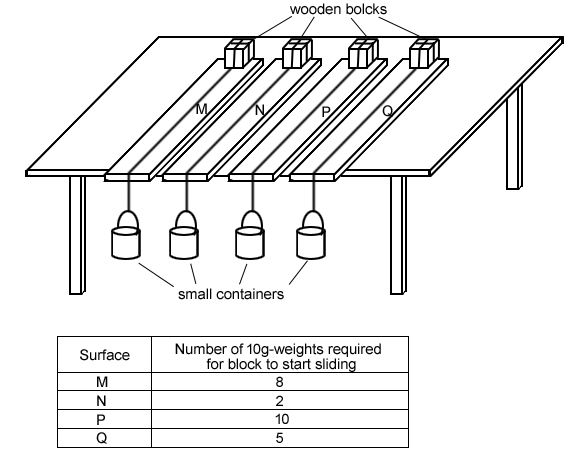 wooden bolcks
M
N
P
Q
small containers
Surface
Number of 10g-weights required
for block to start sliding
M
8
N
2
P
10
Q
5